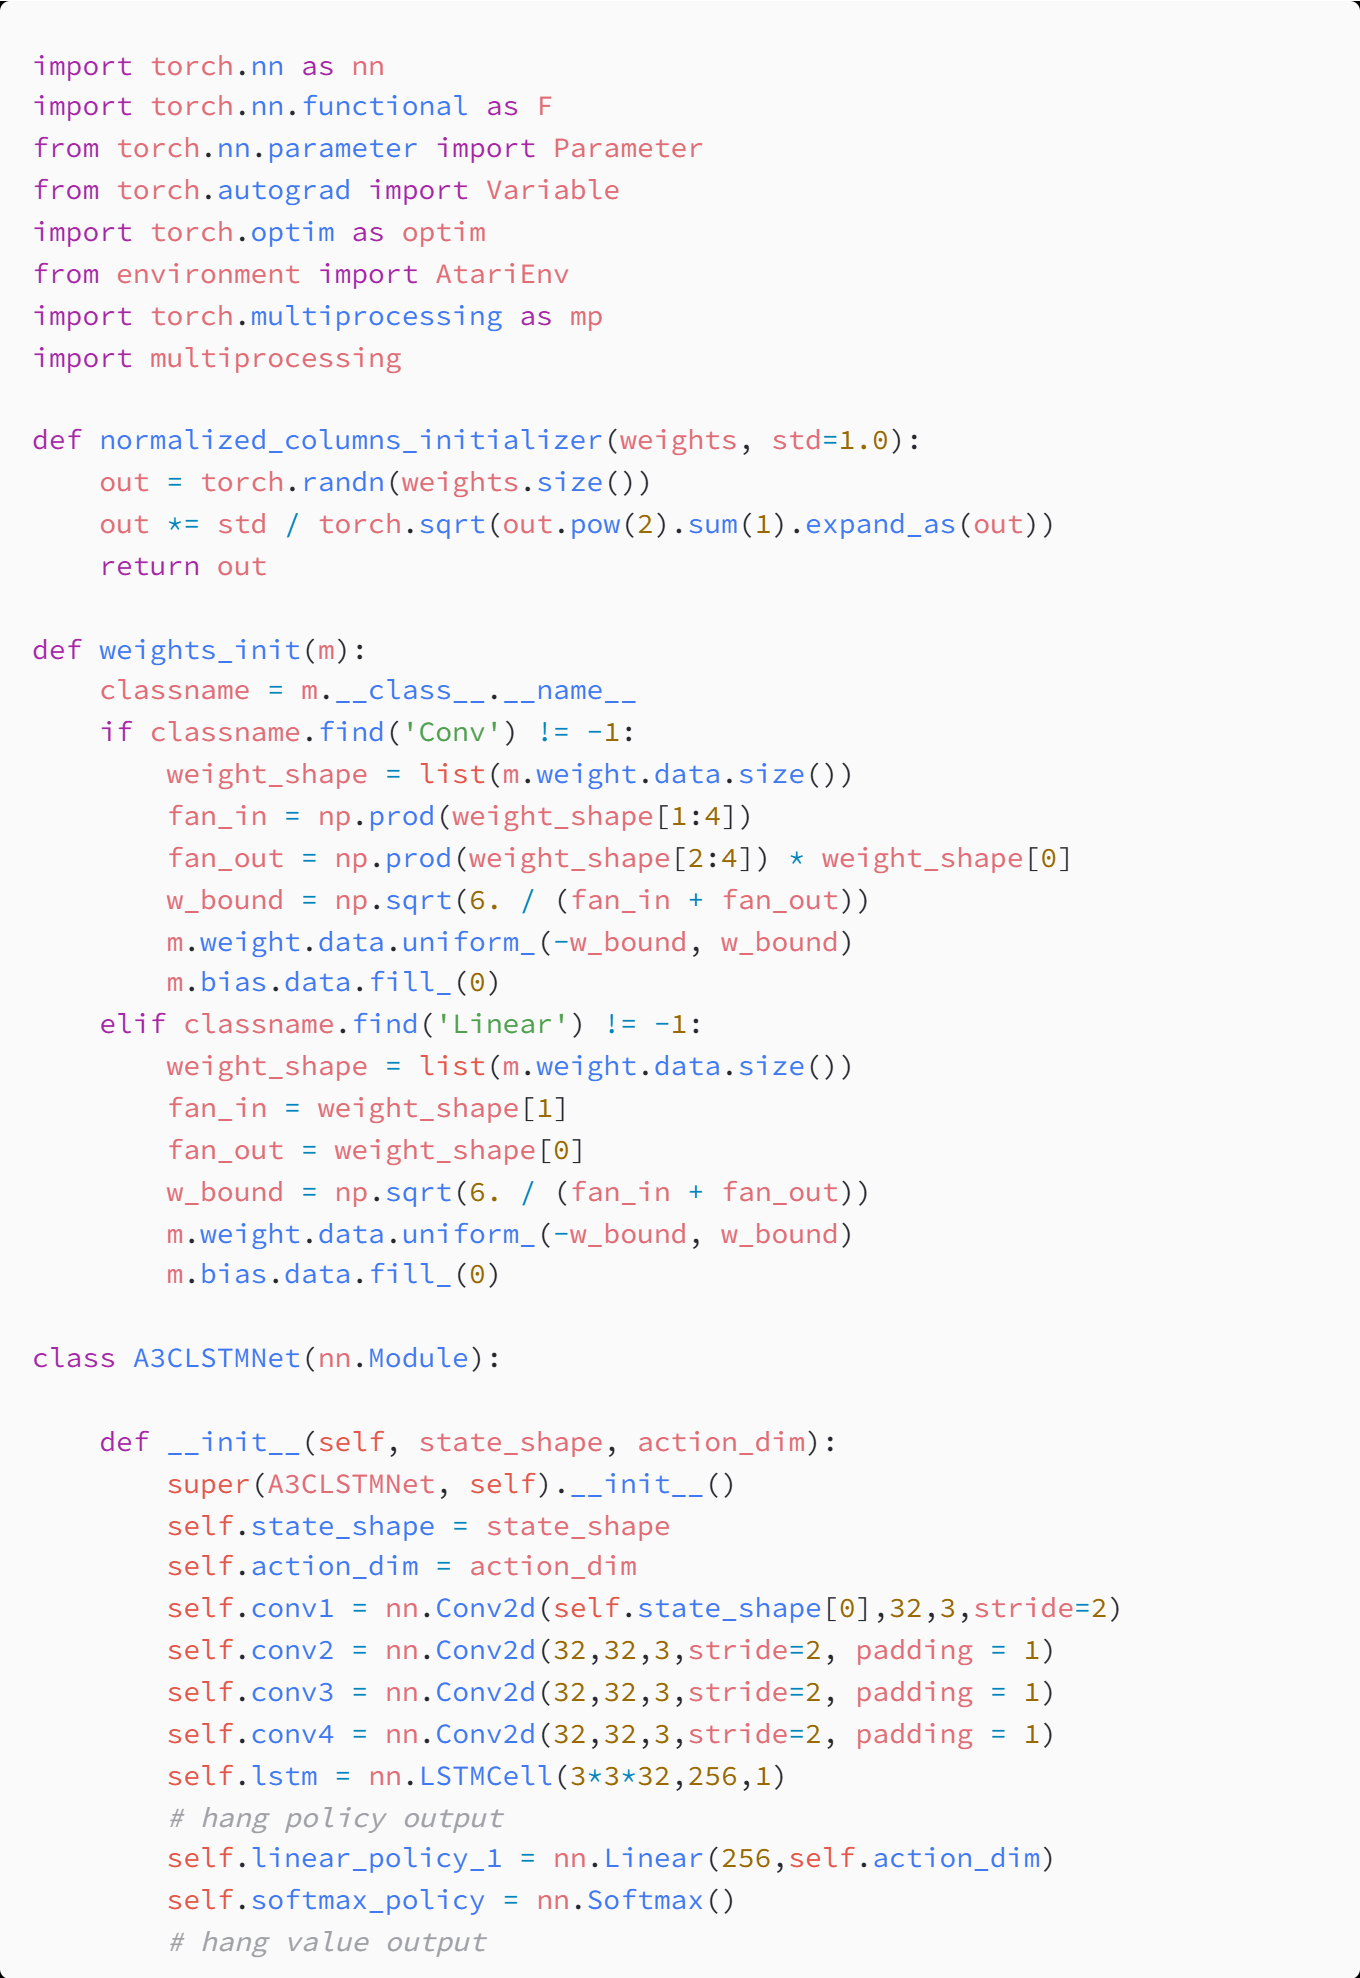 import torch.nn as nn
import torch.nn.functional as F
from torch.nn.parameter import Parameter
from torch.autograd import Variable
import torch.optim as optim
from environment import AtariEnv
import torch.multiprocessing as mp
import multiprocessing

def normalized_columns_initializer(weights, std=1.0):
    out = torch.randn(weights.size())
    out *= std / torch.sqrt(out.pow(2).sum(1).expand_as(out))
    return out

def weights_init(m):
    classname = m.__class__.__name__
    if classname.find('Conv') != -1:
        weight_shape = list(m.weight.data.size())
        fan_in = np.prod(weight_shape[1:4])
        fan_out = np.prod(weight_shape[2:4]) * weight_shape[0]
        w_bound = np.sqrt(6. / (fan_in + fan_out))
        m.weight.data.uniform_(-w_bound, w_bound)
        m.bias.data.fill_(0)
    elif classname.find('Linear') != -1:
        weight_shape = list(m.weight.data.size())
        fan_in = weight_shape[1]
        fan_out = weight_shape[0]
        w_bound = np.sqrt(6. / (fan_in + fan_out))
        m.weight.data.uniform_(-w_bound, w_bound)
        m.bias.data.fill_(0)

class A3CLSTMNet(nn.Module):

    def __init__(self, state_shape, action_dim):
        super(A3CLSTMNet, self).__init__()
        self.state_shape = state_shape
        self.action_dim = action_dim
        self.conv1 = nn.Conv2d(self.state_shape[0],32,3,stride=2)
        self.conv2 = nn.Conv2d(32,32,3,stride=2, padding = 1)
        self.conv3 = nn.Conv2d(32,32,3,stride=2, padding = 1)
        self.conv4 = nn.Conv2d(32,32,3,stride=2, padding = 1)
        self.lstm = nn.LSTMCell(3*3*32,256,1)
        # hang policy output
        self.linear_policy_1 = nn.Linear(256,self.action_dim)
        self.softmax_policy = nn.Softmax()
        # hang value output